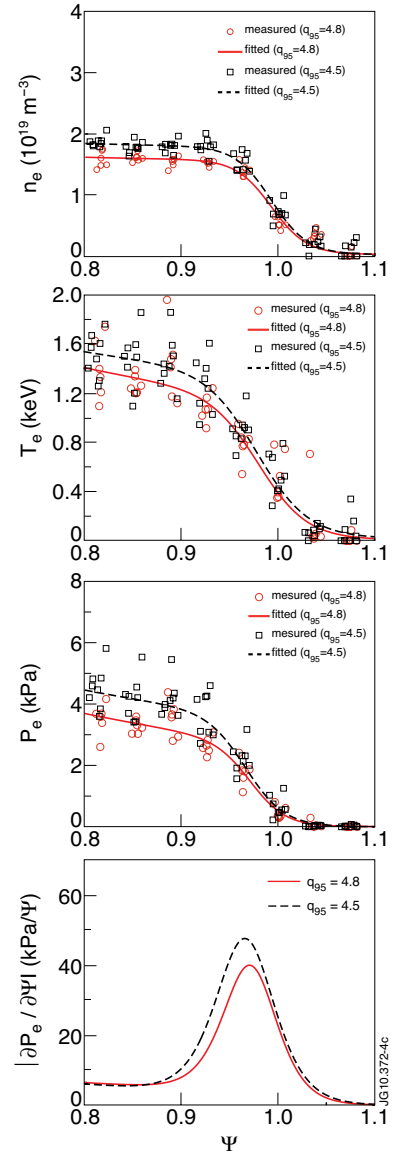 4
3
2
1
0
n_e (10^19 m^-3)
measured (q_95=4.8)
fitted (q_95=4.8)
measured (q_95=4.5)
fitted (q_95=4.5)
0.8 0.9 1.0 1.1
2.0
1.6
1.2
0.8
0.4
0
T_e (keV)
mesured (q_95=4.8)
fitted (q_95=4.8)
mesured (q_95=4.5)
fitted (q_95=4.5)
0.8 0.9 1.0 1.1
8
6
4
2
0
P_e (kPa)
mesured (q_95=4.8)
fitted (q_95=4.8)
mesured (q_95=4.5)
fitted (q_95=4.5)
0.8 0.9 1.0 1.1
60
40
20
0
|∂P_e / ∂Ψ| (kPa/Ψ)
q_95 = 4.8
q_95 = 4.5
0.8 0.9 1.0 1.1
Ψ
JG10.372-4c